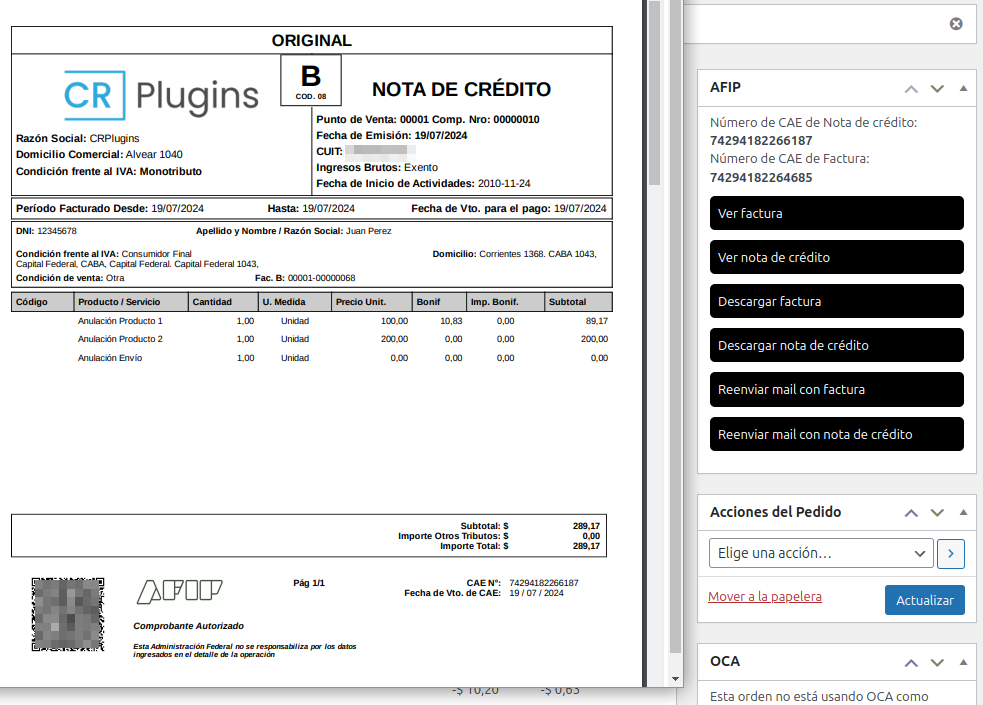 ORIGINAL
CR Plugins
B
COD. 08
NOTA DE CRÉDITO
Razón Social: CRPlugins
Domicilio Comercial: Alvear 1040
Condición frente al IVA: Monotributo
Punto de Venta: 00001 Comp. Nro: 00000010
Fecha de Emisión: 19/07/2024
CUIT:
Ingresos Brutos: Exento
Fecha de Inicio de Actividades: 2010-11-24
Período Facturado Desde: 19/07/2024 Hasta: 19/07/2024 Fecha de Vto. para el pago: 19/07/2024
DNI: 12345678 Apellido y Nombre / Razón Social: Juan Perez
Condición frente al IVA: Consumidor Final Domicilio: Corrientes 1368. CABA 1043,
Capital Federal, CABA, Capital Federal. Capital Federal 1043,
Condición de venta: Otra Fac. B: 00001-00000068
Código Producto / Servicio Cantidad U. Medida Precio Unit. Bonif Imp. Bonif. Subtotal
Anulación Producto 1 1,00 Unidad 100,00 10,83 0,00 89,17
Anulación Producto 2 1,00 Unidad 200,00 0,00 0,00 200,00
Anulación Envío 1,00 Unidad 0,00 0,00 0,00 0,00
Subtotal: $ 289,17
Importe Otros Tributos: $ 0,00
Importe Total: $ 289,17
AFIP
Pág 1/1
CAE N°: 74294182266187
Fecha de Vto. de CAE: 19 / 07 / 2024
Comprobante Autorizado
Esta Administración Federal no se responsabiliza por los datos
ingresados en el detalle de la operación
-$ 10,20 -$ 0,63
AFIP
Número de CAE de Nota de crédito:
74294182266187
Número de CAE de Factura:
74294182264685
Ver factura
Ver nota de crédito
Descargar factura
Descargar nota de crédito
Reenviar mail con factura
Reenviar mail con nota de crédito
Acciones del Pedido
Elige una acción...
Mover a la papelera
Actualizar
OCA
Esta orden no está usando OCA como